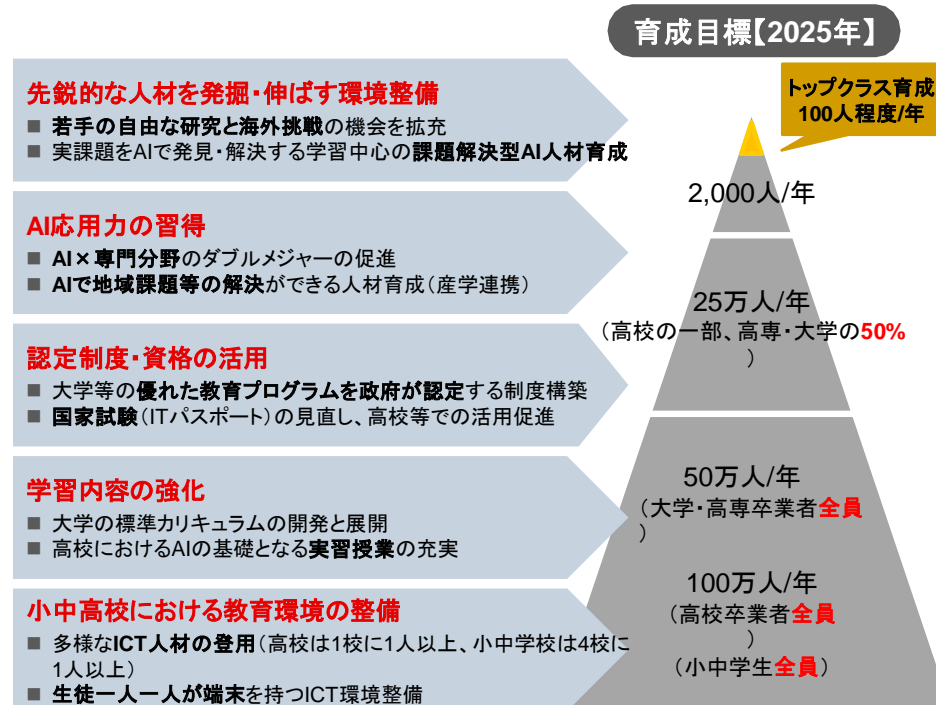 育成目標【2025年】
トップクラス育成
100人程度/年
先鋭的な人材を発掘・伸ばす環境整備
■ 若手の自由な研究と海外挑戦の機会を拡充
■ 実課題をAIで発見・解決する学習中心の課題解決型AI人材育成
2,000人/年
AI応用力の習得
■ AI×専門分野のダブルメジャーの促進
■ AIで地域課題等の解決ができる人材育成（産学連携）
25万人/年
（高校の一部、高専・大学の50%
）
認定制度・資格の活用
■ 大学等の優れた教育プログラムを政府が認定する制度構築
■ 国家試験（ITパスポート）の見直し、高校等での活用促進
学習内容の強化
■ 大学の標準カリキュラムの開発と展開
■ 高校におけるAIの基礎となる実習授業の充実
50万人/年
（大学・高専卒業者全員
）
小中高校における教育環境の整備
■ 多様なICT人材の登用（高校は1校に1人以上、小中学校は4校に
1人以上）
■ 生徒一人一人が端末を持つICT環境整備
100万人/年
（高校卒業者全員
）
（小中学生全員）